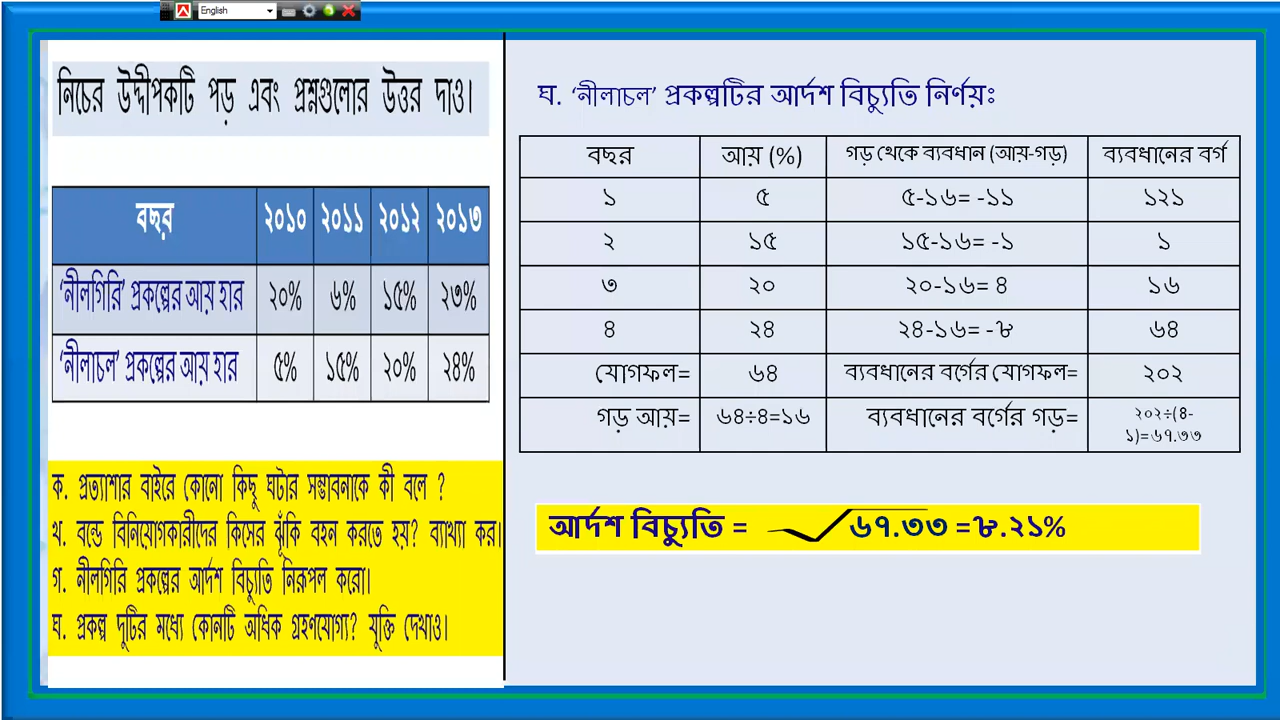 English
নিচের উদ্দীপকটি পড় এবং প্রশ্নগুলোর উত্তর দাও।
বছর ২০১০ ২০১১ ২০১২ ২০১৩
‘নীলগিরি’ প্রকল্পের আয় হার ২০% ৬% ১৫% ২৩%
‘নীলাচল’ প্রকল্পের আয় হার ৫% ১৫% ২০% ২৪%
ক. প্রত্যাশার বাইরে কোনো কিছু ঘটার সম্ভাবনাকে কী বলে ?
খ. বন্ডে বিনিয়োগকারীদের কিসের ঝুঁকি বহন করতে হয়? ব্যাখ্যা কর।
গ. নীলগিরি প্রকল্পের আর্দশ বিচ্যুতি নিরূপল করো।
ঘ. প্রকল্প দুটির মধ্যে কোনটি অধিক গ্রহণযোগ্য? যুক্তি দেখাও।
ঘ. ‘নীলাচল’ প্রকল্পটির আর্দশ বিচ্যুতি নির্ণয়ঃ
বছর আয় (%) গড় থেকে ব্যবধান (আয়-গড়) ব্যবধানের বর্গ
১ ৫ ৫-১৬= -১১ ১২১
২ ১৫ ১৫-১৬= -১ ১
৩ ২০ ২০-১৬= ৪ ১৬
৪ ২৪ ২৪-১৬= -৮ ৬৪
যোগফল= ৬৪ ব্যবধানের বর্গের যোগফল= ২০২
গড় আয়= ৬৪÷৪=১৬ ব্যবধানের বর্গের গড়= ২০২÷(৪-
১)=৬৭.৩৩
আর্দশ বিচ্যুতি = √৬৭.৩৩ =৮.২১%